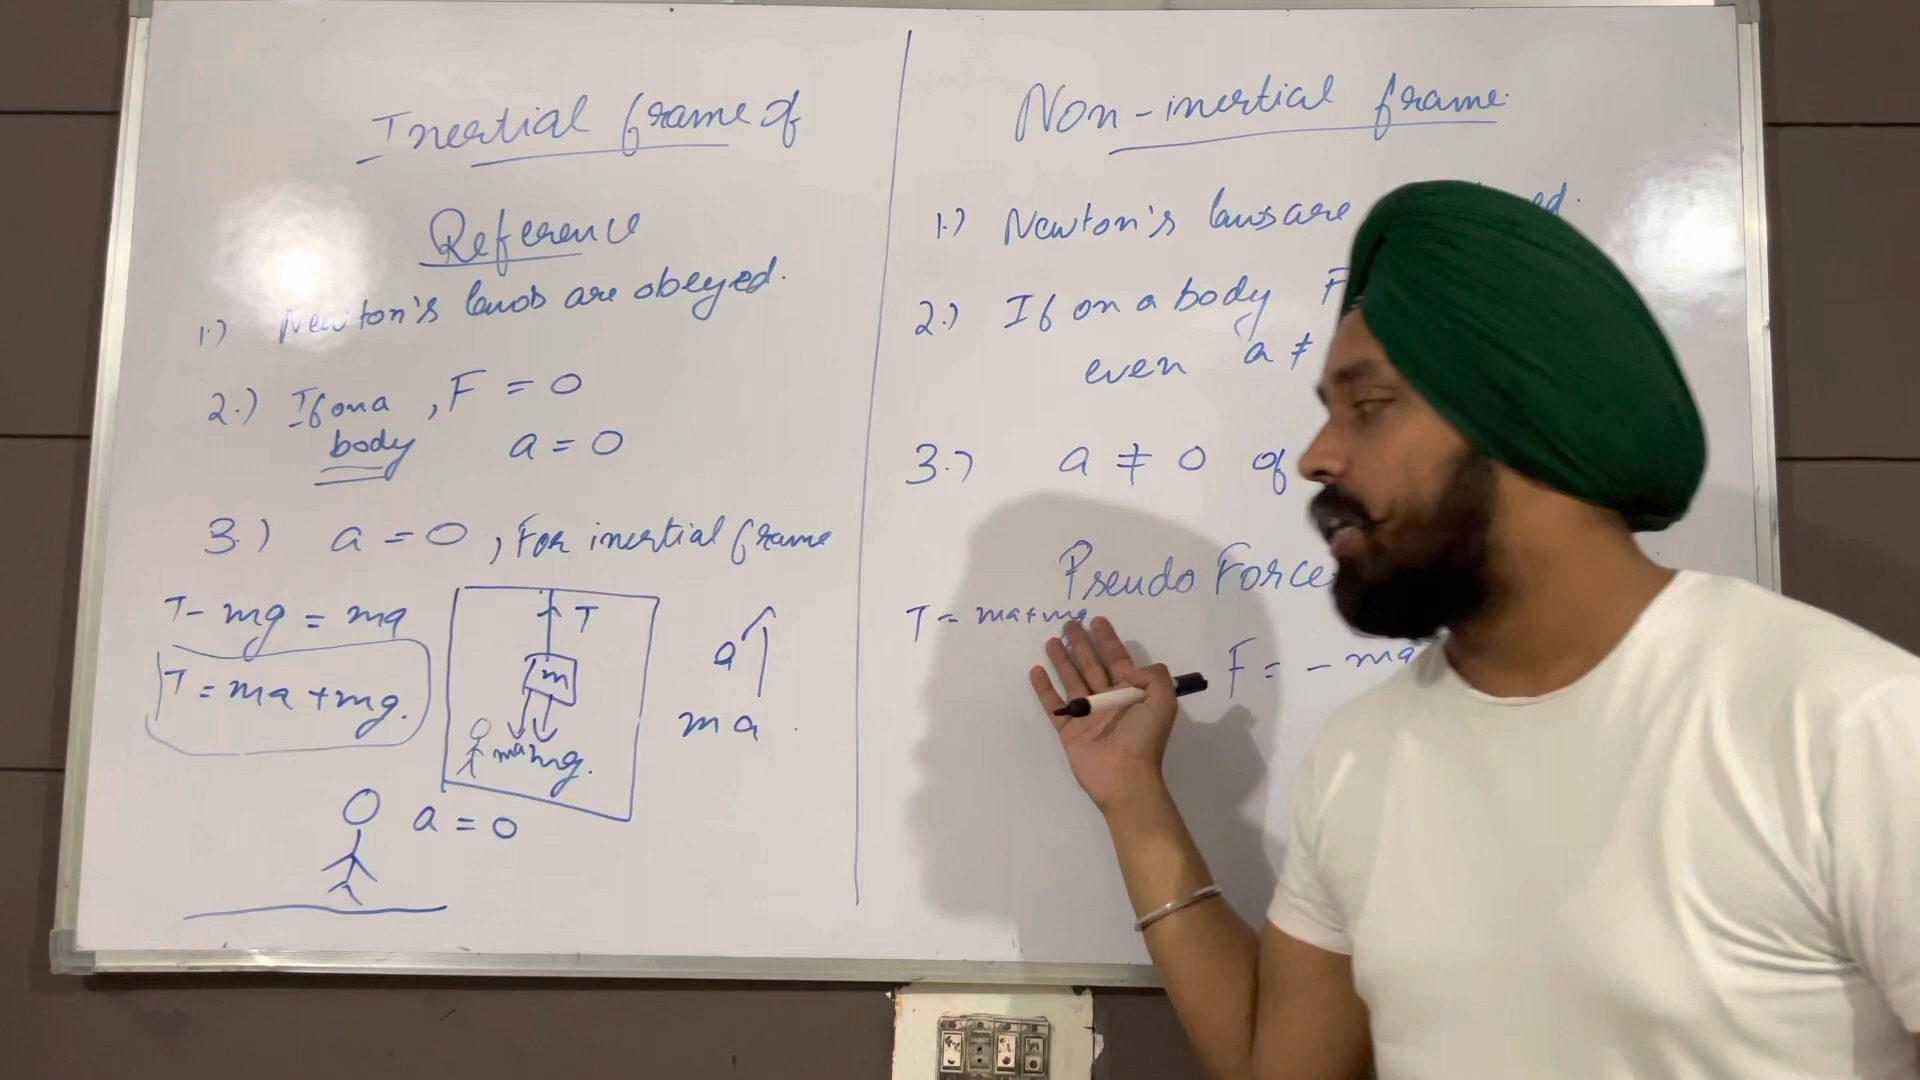 Inertial frame of
Reference
1.) Newton's laws are obeyed.
2.) If on a body, F = 0
a = 0
3.) a = 0, For inertial frame
T - mg = ma
T = ma + mg.
T
m
ma mg.
a
ma
a = 0
Non-inertial frame.
1.) Newton's laws are
2.) If on a body F
even a ≠
3.) a ≠ 0 of
Pseudo Force
T = ma + mg
F = - ma